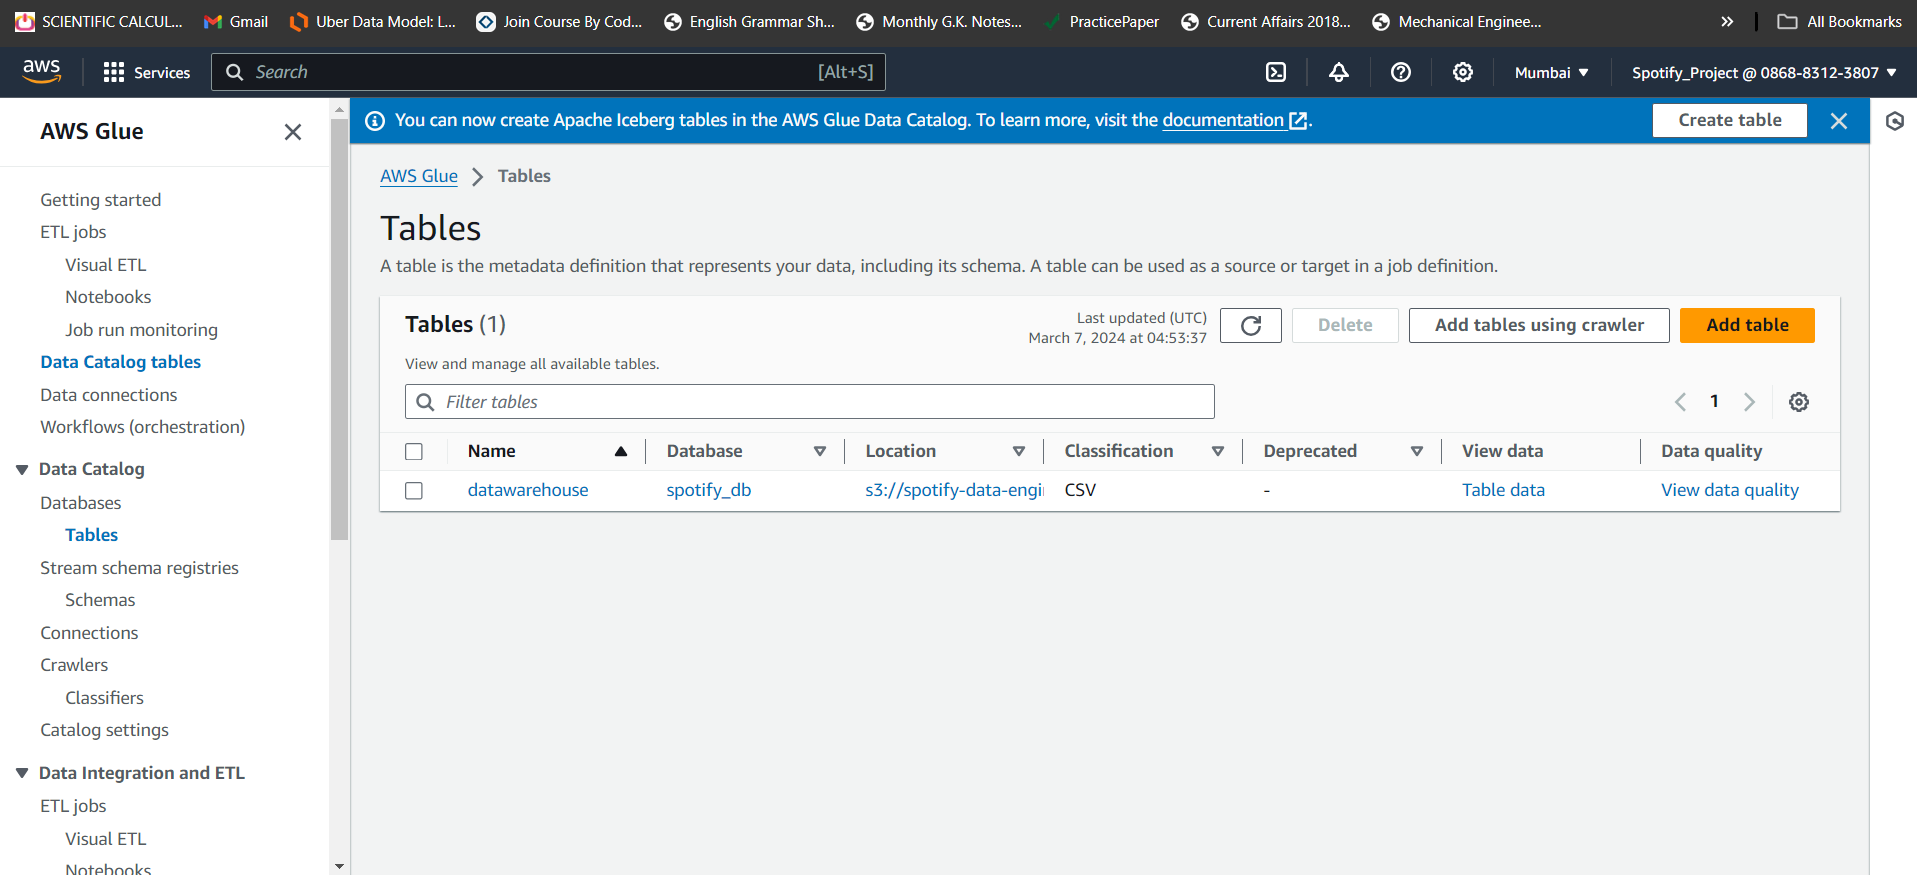 SCIENTIFIC CALCUL... Gmail Uber Data Model: L... Join Course By Cod... English Grammar Sh... Monthly G.K. Notes... PracticePaper Current Affairs 2018... Mechanical Enginee... » All Bookmarks
aws Services Search [Alt+S] Mumbai Spotify_Project @ 0868-8312-3807
AWS Glue
Getting started
ETL jobs
Visual ETL
Notebooks
Job run monitoring
Data Catalog tables
Data connections
Workflows (orchestration)
Data Catalog
Databases
Tables
Stream schema registries
Schemas
Connections
Crawlers
Classifiers
Catalog settings
Data Integration and ETL
ETL jobs
Visual ETL
Notebooks
You can now create Apache Iceberg tables in the AWS Glue Data Catalog. To learn more, visit the documentation. Create table
AWS Glue > Tables
Tables
A table is the metadata definition that represents your data, including its schema. A table can be used as a source or target in a job definition.
Tables (1)
Last updated (UTC)
March 7, 2024 at 04:53:37
Delete Add tables using crawler Add table
View and manage all available tables.
Filter tables
1
Name Database Location Classification Deprecated View data Data quality
datawarehouse spotify_db s3://spotify-data-engi CSV - Table data View data quality